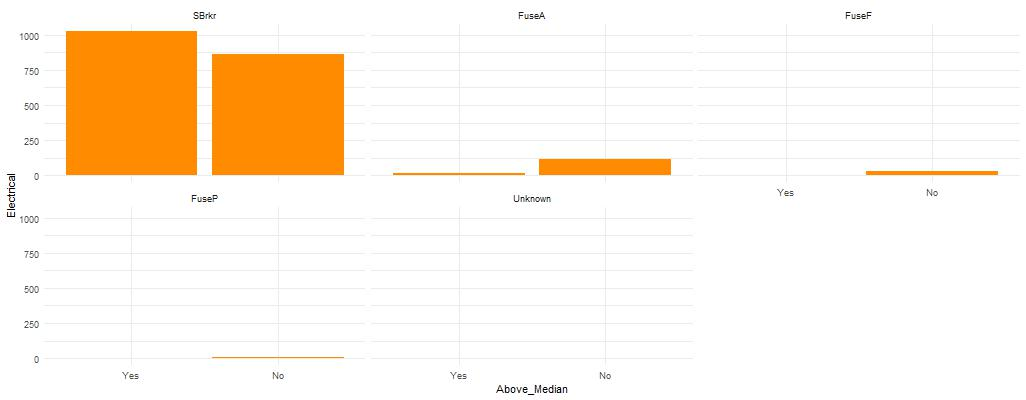 SBrkr FuseA FuseF
1000
750
500
250
0
Yes No
Electrical
FuseP Unknown
1000
750
500
250
0
Yes No Yes No
Above_Median